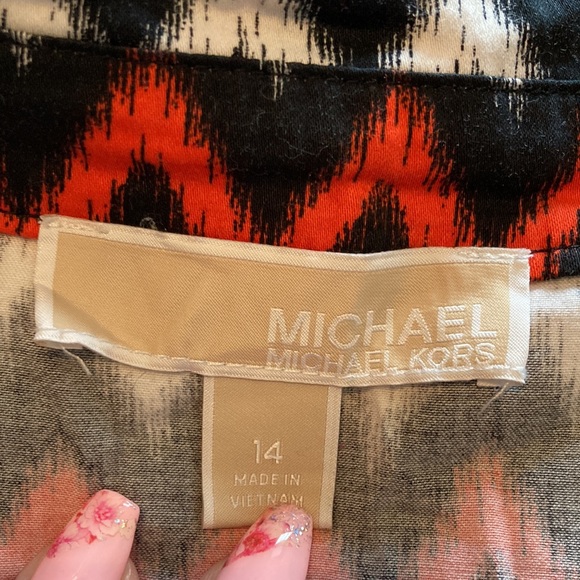 MICHAEL
MICHAEL KORS
14
MADE IN
VIETNAM